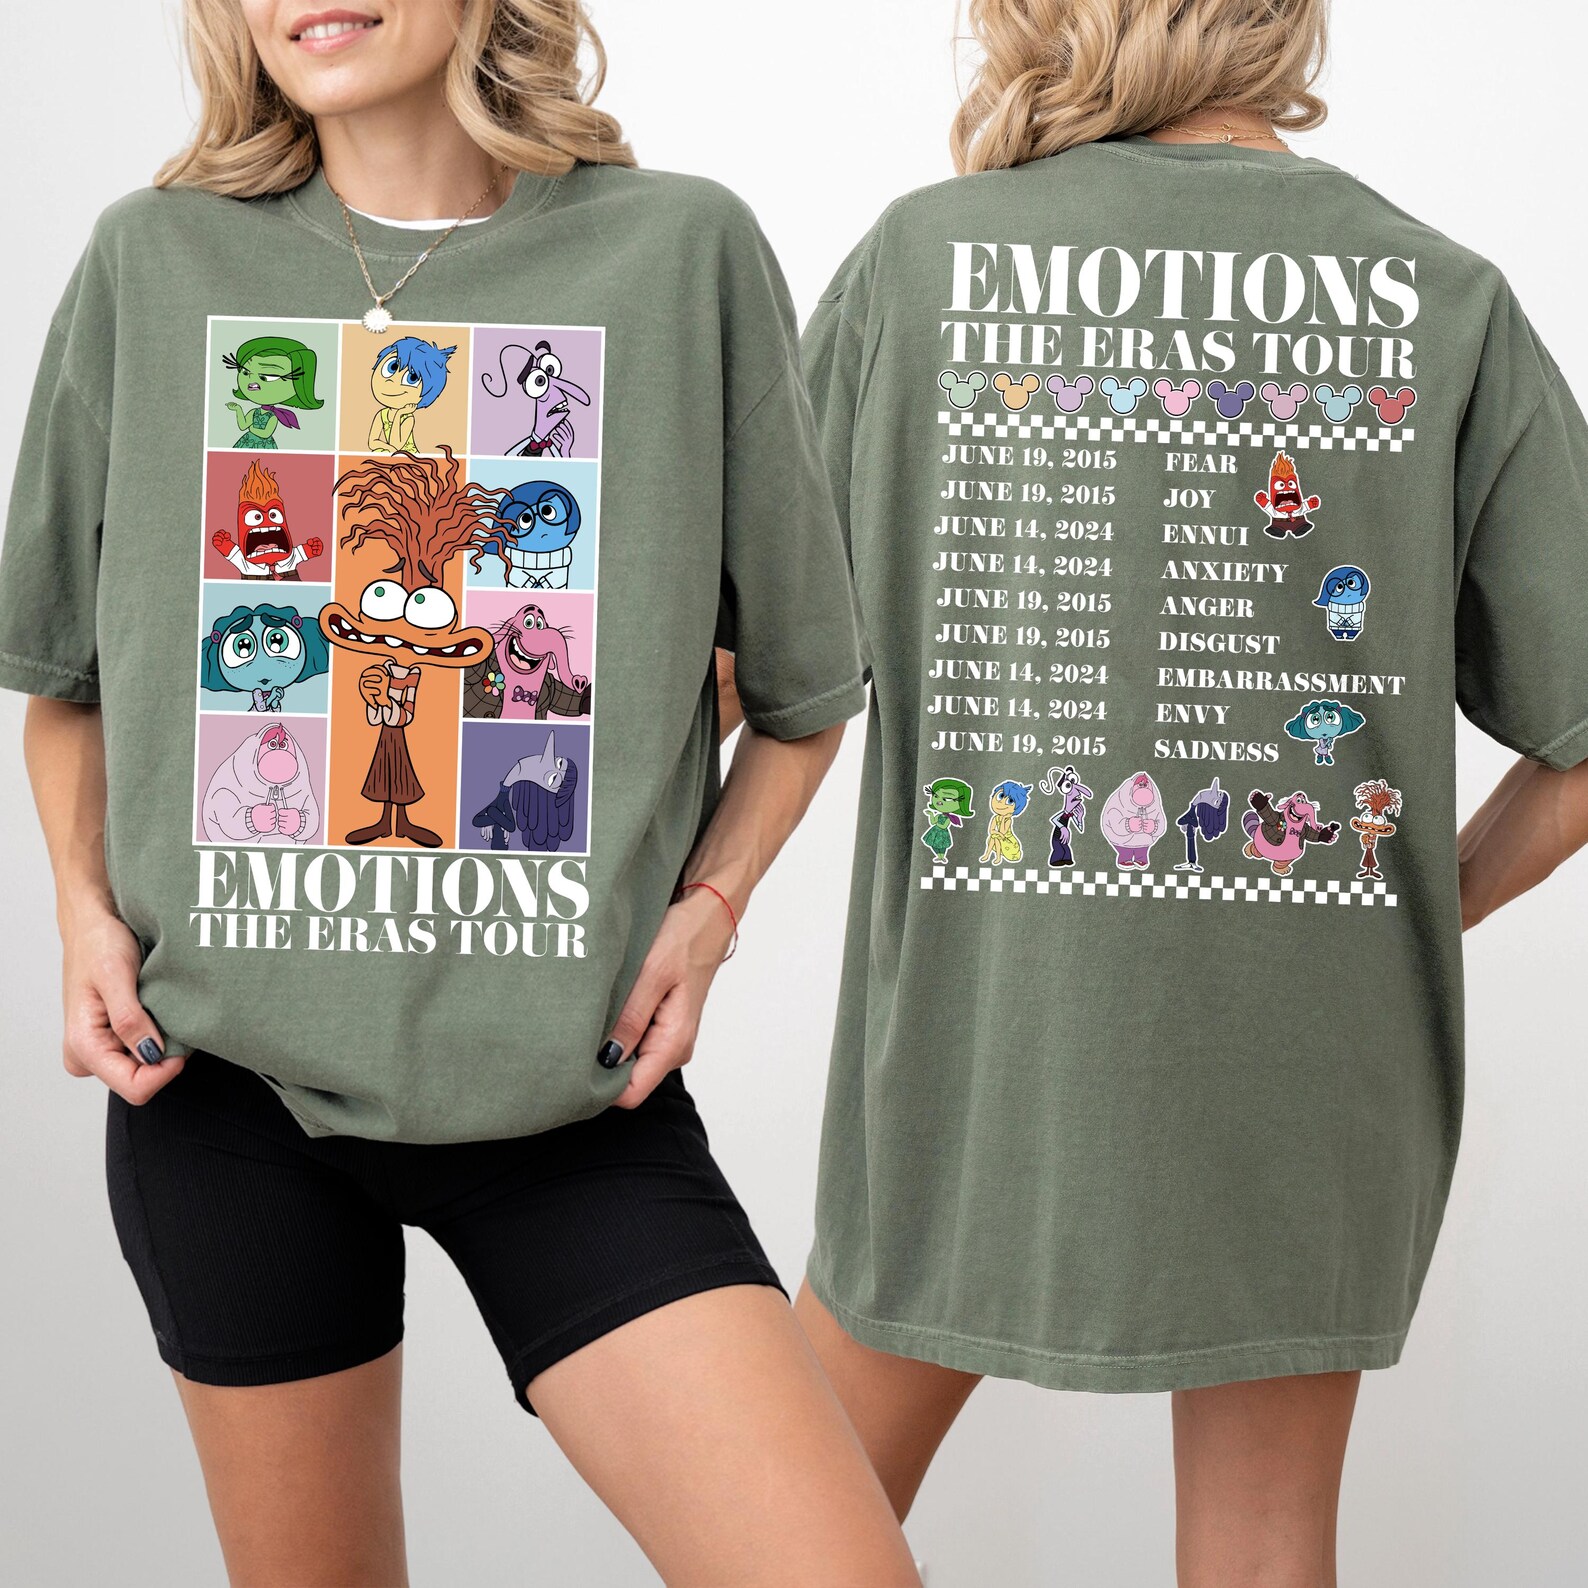 EMOTIONS
THE ERAS TOUR
EMOTIONS
THE ERAS TOUR
JUNE 19, 2015 FEAR
JUNE 19, 2015 JOY
JUNE 14, 2024 ENNUI
JUNE 14, 2024 ANXIETY
JUNE 19, 2015 ANGER
JUNE 19, 2015 DISGUST
JUNE 14, 2024 EMBARRASSMENT
JUNE 14, 2024 ENVY
JUNE 19, 2015 SADNESS